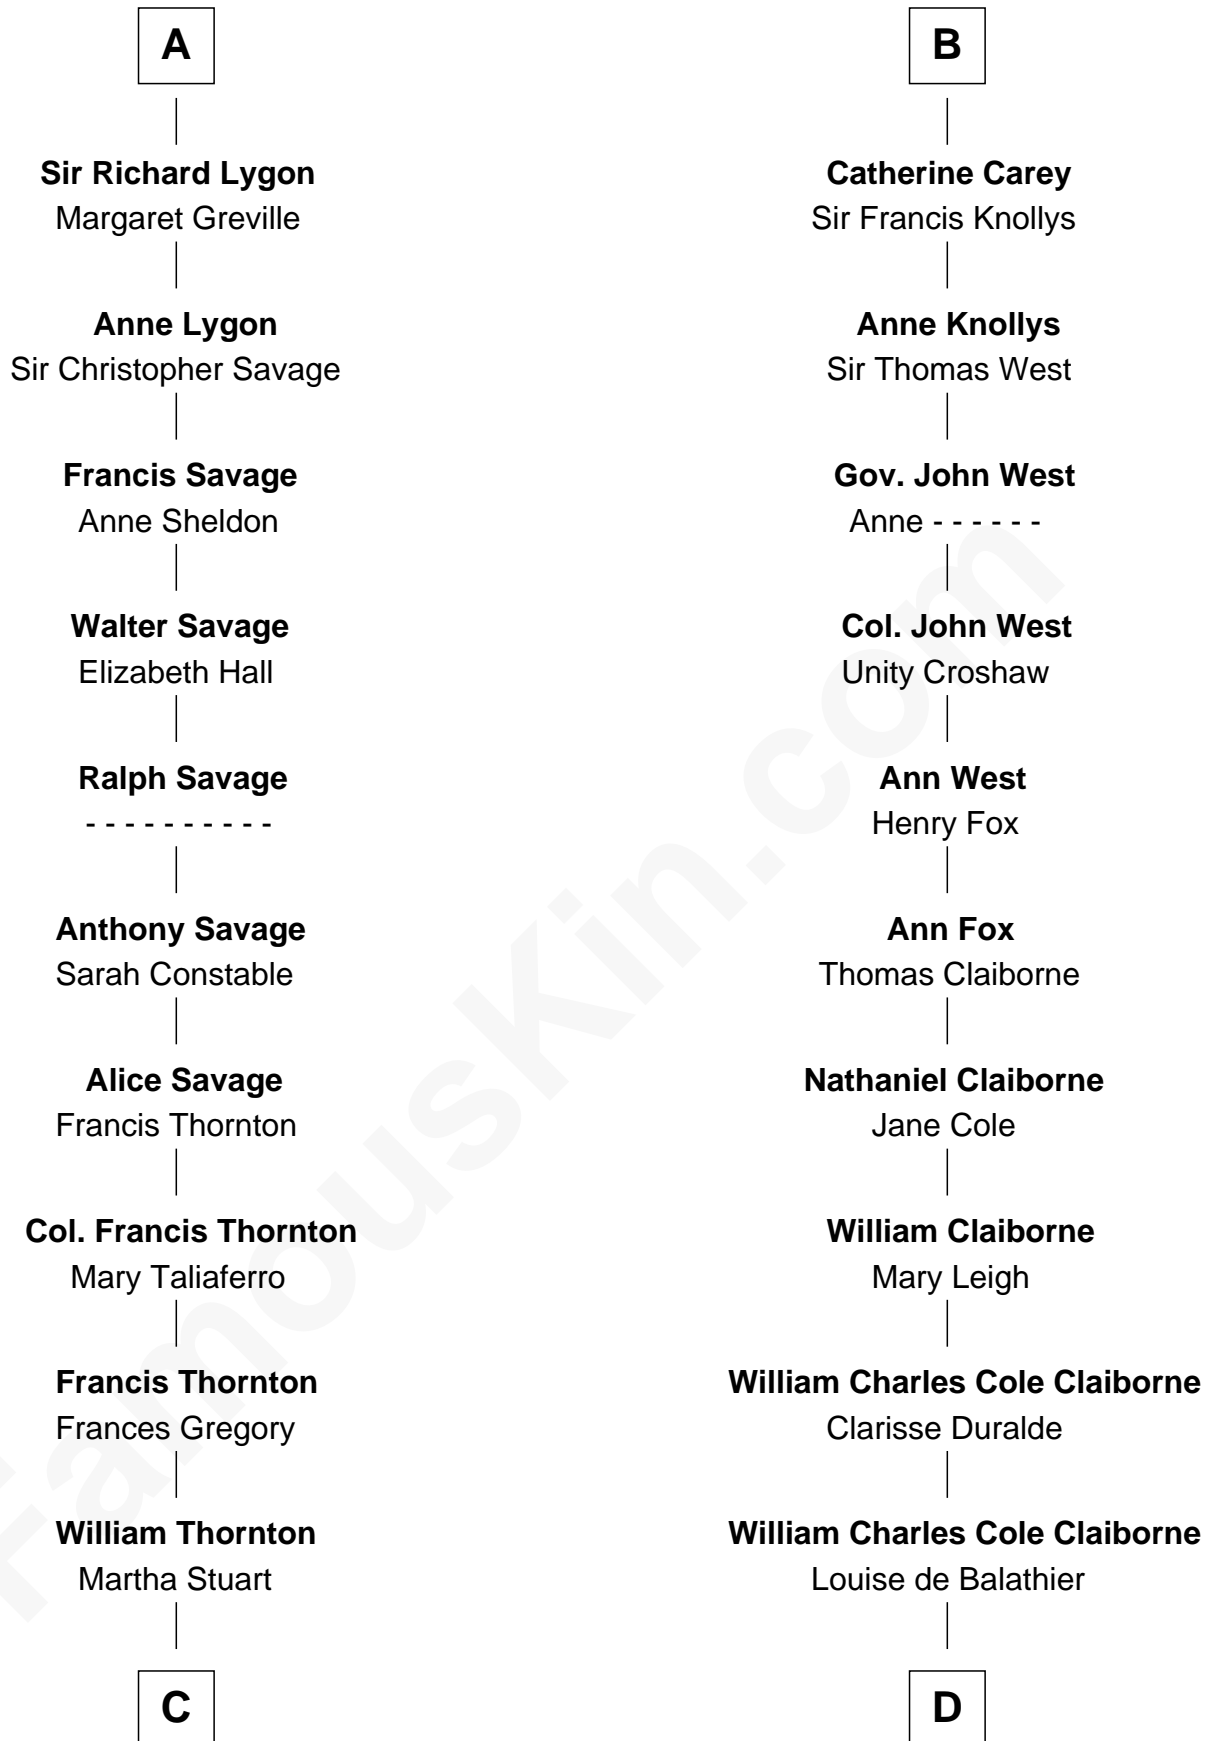 A
Sir Richard Lygon
Margaret Greville
Anne Lygon
Sir Christopher Savage
Francis Savage
Anne Sheldon
Walter Savage
Elizabeth Hall
Ralph Savage
- - - - - - - - - -
Anthony Savage
Sarah Constable
Alice Savage
Francis Thornton
Col. Francis Thornton
Mary Taliaferro
Francis Thornton
Frances Gregory
William Thornton
Martha Stuart
C
B
Catherine Carey
Sir Francis Knollys
Anne Knollys
Sir Thomas West
Gov. John West
Anne - - - - - -
Col. John West
Unity Croshaw
Ann West
Henry Fox
Ann Fox
Thomas Claiborne
Nathaniel Claiborne
Jane Cole
William Claiborne
Mary Leigh
William Charles Cole Claiborne
Clarisse Duralde
William Charles Cole Claiborne
Louise de Balathier
D
FamousKin.com